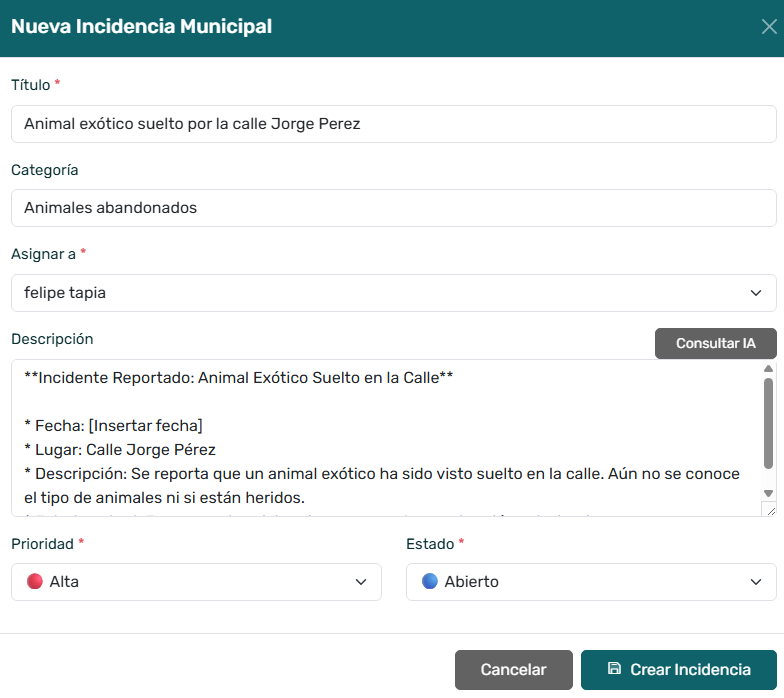 Nueva Incidencia Municipal
Título *
Animal exótico suelto por la calle Jorge Perez
Categoría
Animales abandonados
Asignar a *
felipe tapia
Descripción
Consultar IA
**Incidente Reportado: Animal Exótico Suelto en la Calle**
* Fecha: [Insertar fecha]
* Lugar: Calle Jorge Pérez
* Descripción: Se reporta que un animal exótico ha sido visto suelto en la calle. Aún no se conoce
el tipo de animales ni si están heridos.
Prioridad *
Estado *
Alta
Abierto
Cancelar
Crear Incidencia